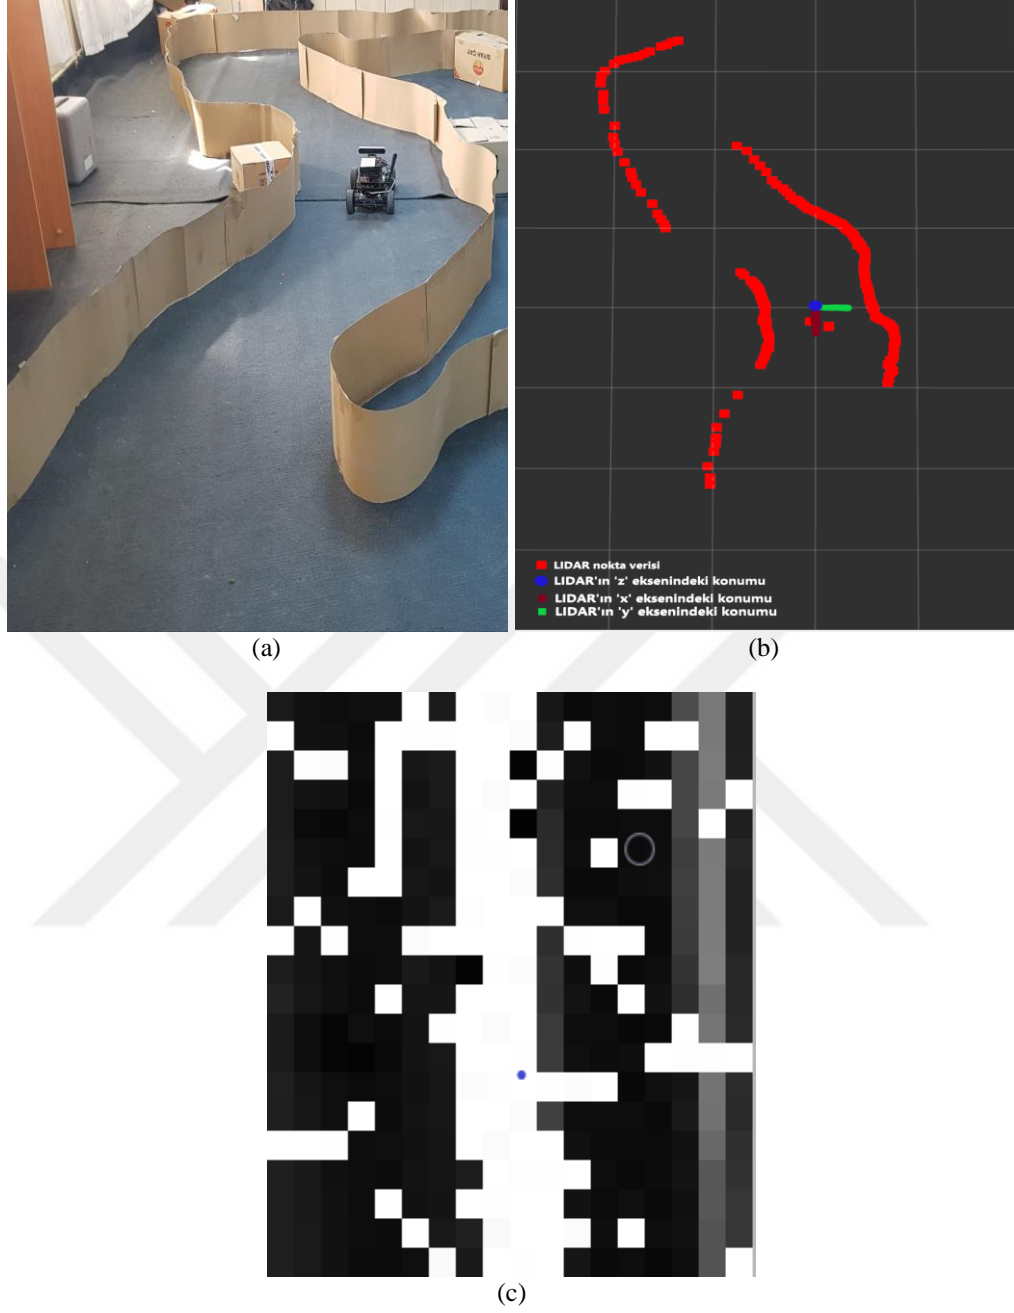 LIDAR nokta verisi
LIDAR'ın 'z' eksenindeki konumu
LIDAR'ın 'x' eksenindeki konumu
LIDAR'ın 'y' eksenindeki konumu
(a)
(b)
(c)